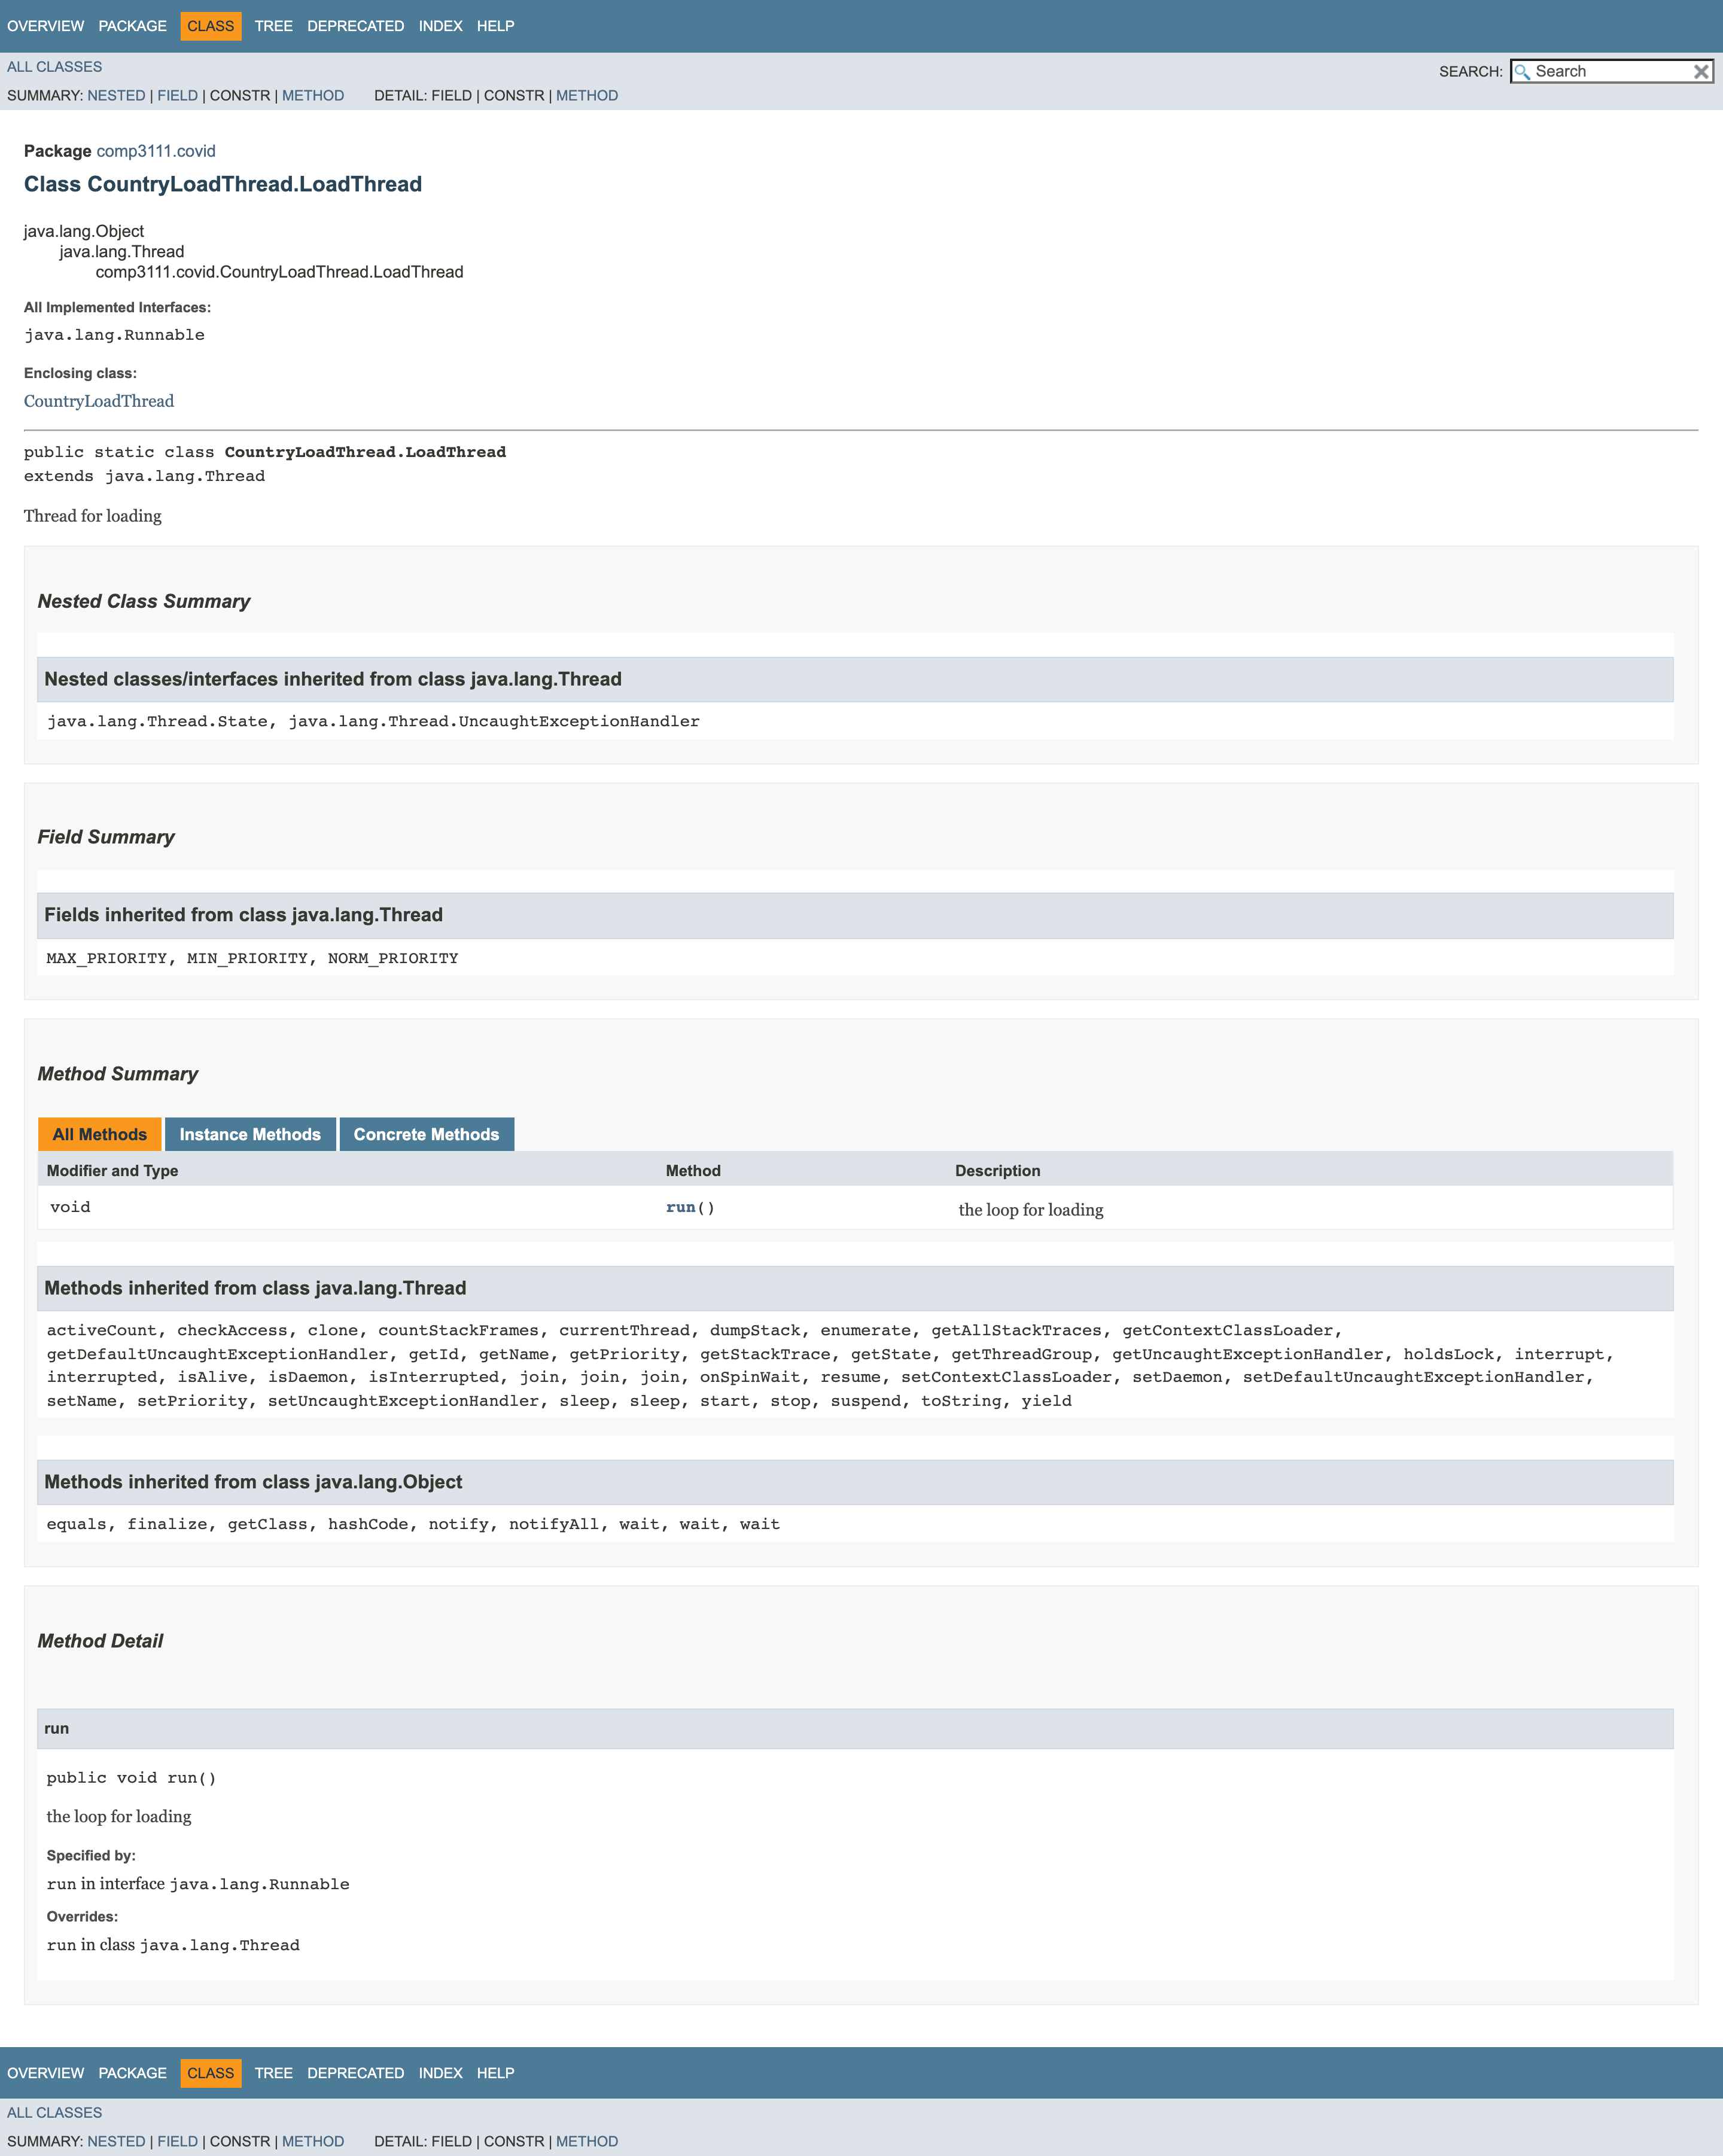 OVERVIEW PACKAGE CLASS TREE DEPRECATED INDEX HELP
ALL CLASSES
SEARCH: Search
SUMMARY: NESTED | FIELD | CONSTR | METHOD DETAIL: FIELD | CONSTR | METHOD
Package comp3111.covid
Class CountryLoadThread.LoadThread
java.lang.Object
java.lang.Thread
comp3111.covid.CountryLoadThread.LoadThread
All Implemented Interfaces:
java.lang.Runnable
Enclosing class:
CountryLoadThread
public static class CountryLoadThread.LoadThread
extends java.lang.Thread
Thread for loading
Nested Class Summary
Nested classes/interfaces inherited from class java.lang.Thread
java.lang.Thread.State, java.lang.Thread.UncaughtExceptionHandler
Field Summary
Fields inherited from class java.lang.Thread
MAX_PRIORITY, MIN_PRIORITY, NORM_PRIORITY
Method Summary
All Methods Instance Methods Concrete Methods
Modifier and Type Method Description
void run() the loop for loading
Methods inherited from class java.lang.Thread
activeCount, checkAccess, clone, countStackFrames, currentThread, dumpStack, enumerate, getAllStackTraces, getContextClassLoader,
getDefaultUncaughtExceptionHandler, getId, getName, getPriority, getStackTrace, getState, getThreadGroup, getUncaughtExceptionHandler, holdsLock, interrupt,
interrupted, isAlive, isDaemon, isInterrupted, join, join, join, onSpinWait, resume, setContextClassLoader, setDaemon, setDefaultUncaughtExceptionHandler,
setName, setPriority, setUncaughtExceptionHandler, sleep, sleep, start, stop, suspend, toString, yield
Methods inherited from class java.lang.Object
equals, finalize, getClass, hashCode, notify, notifyAll, wait, wait, wait
Method Detail
run
public void run()
the loop for loading
Specified by:
run in interface java.lang.Runnable
Overrides:
run in class java.lang.Thread
OVERVIEW PACKAGE CLASS TREE DEPRECATED INDEX HELP
ALL CLASSES
SUMMARY: NESTED | FIELD | CONSTR | METHOD DETAIL: FIELD | CONSTR | METHOD